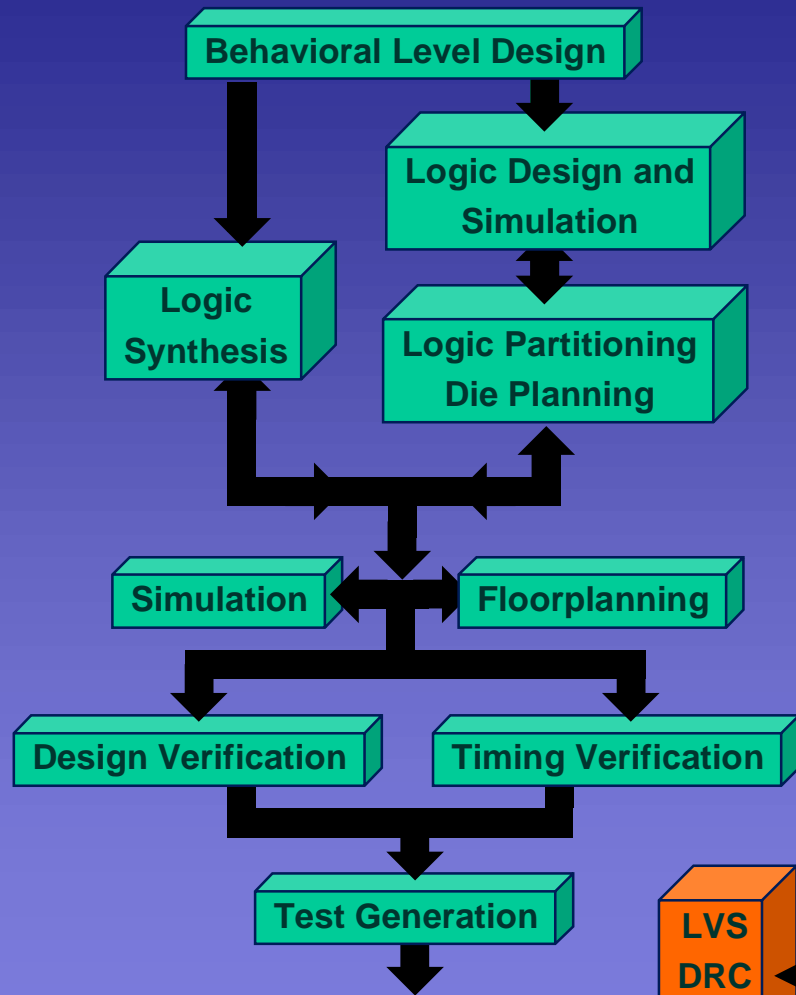 Behavioral Level Design
Logic Design and
Simulation
Logic
Synthesis
Logic Partitioning
Die Planning
Simulation
Floorplanning
Design Verification
Timing Verification
Test Generation
LVS
DRC